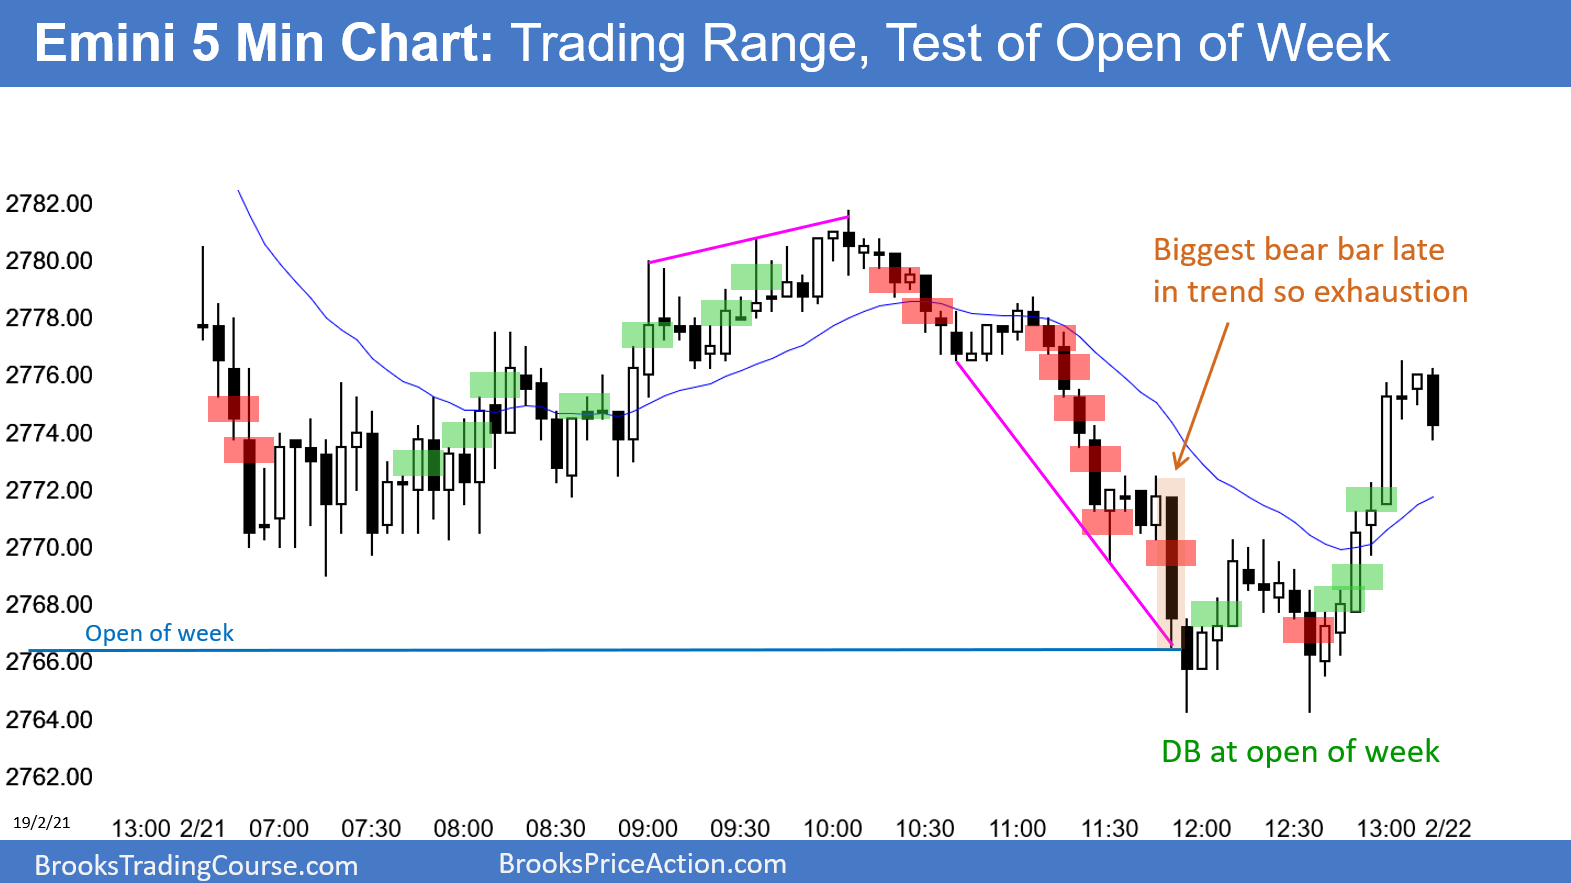 Emini 5 Min Chart: Trading Range, Test of Open of Week
2782.00
2780.00
2778.00
2776.00
2774.00
2772.00
2770.00
2768.00
2766.00
2764.00
2762.00
Biggest bear bar late
in trend so exhaustion
Open of week
DB at open of week
19/2/21
13:00 2/21 07:00 07:30 08:00 08:30 09:00 09:30 10:00 10:30 11:00 11:30 12:00 12:30 13:00 2/22
BrooksTradingCourse.com
BrooksPriceAction.com